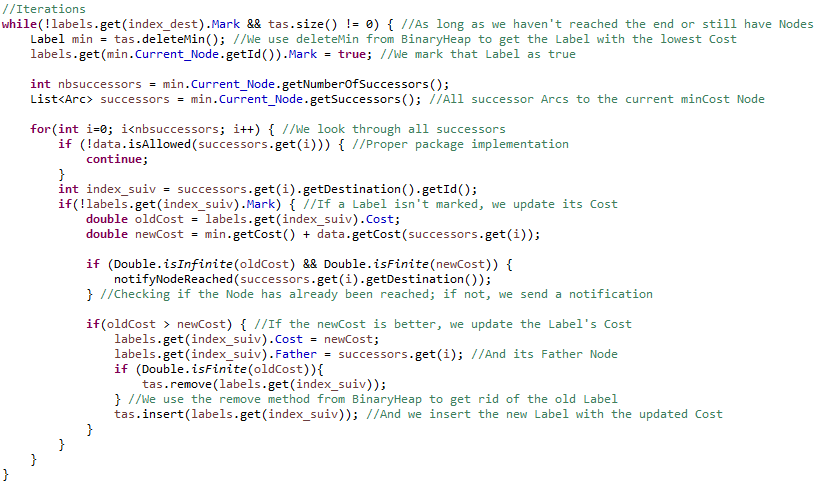 //Iterations
while(!labels.get(index_dest).Mark && tas.size() != 0) { //As long as we haven't reached the end or still have Nodes
    Label min = tas.deleteMin(); //We use deleteMin from BinaryHeap to get the Label with the lowest Cost
    labels.get(min.Current_Node.getId()).Mark = true; //We mark that Label as true

    int nbsuccessors = min.Current_Node.getNumberOfSuccessors();
    List<Arc> successors = min.Current_Node.getSuccessors(); //All successor Arcs to the current minCost Node

    for(int i=0; i<nbsuccessors; i++) { //We look through all successors
        if (!data.isAllowed(successors.get(i))) { //Proper package implementation
            continue;
        }
        int index_suiv = successors.get(i).getDestination().getId();
        if(!labels.get(index_suiv).Mark) { //If a Label isn't marked, we update its Cost
            double oldCost = labels.get(index_suiv).Cost;
            double newCost = min.getCost() + data.getCost(successors.get(i));

            if (Double.isInfinite(oldCost) && Double.isFinite(newCost)) {
                notifyNodeReached(successors.get(i).getDestination());
            } //Checking if the Node has already been reached; if not, we send a notification

            if(oldCost > newCost) { //If the newCost is better, we update the Label's Cost
                labels.get(index_suiv).Cost = newCost;
                labels.get(index_suiv).Father = successors.get(i); //And its Father Node
                if (Double.isFinite(oldCost)){
                    tas.remove(labels.get(index_suiv));
                } //We use the remove method from BinaryHeap to get rid of the old Label
                tas.insert(labels.get(index_suiv)); //And we insert the new Label with the updated Cost
            }
        }
    }
}